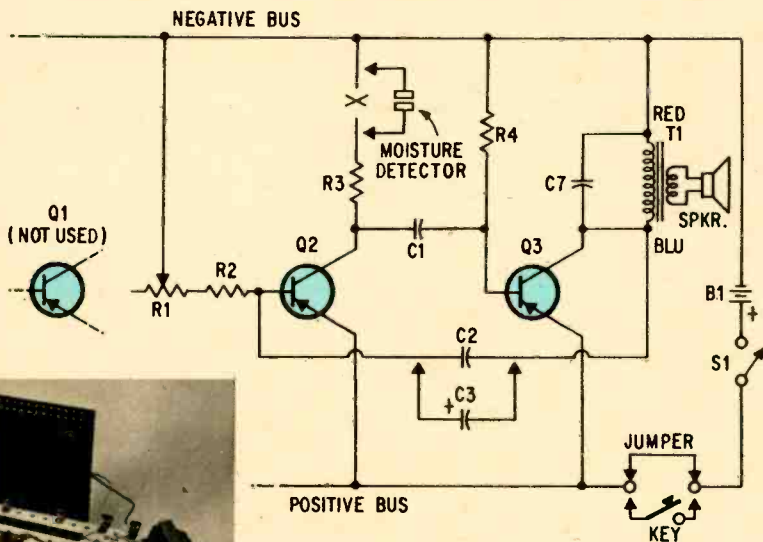 NEGATIVE BUS
RED
T1
R4
MOISTURE
DETECTOR
R3
C7
SPKR.
Q1
(NOT USED)
Q2
C1
Q3
BLU
R2
R1
B1
+
C2
S1
+
C3
JUMPER
POSITIVE BUS
KEY